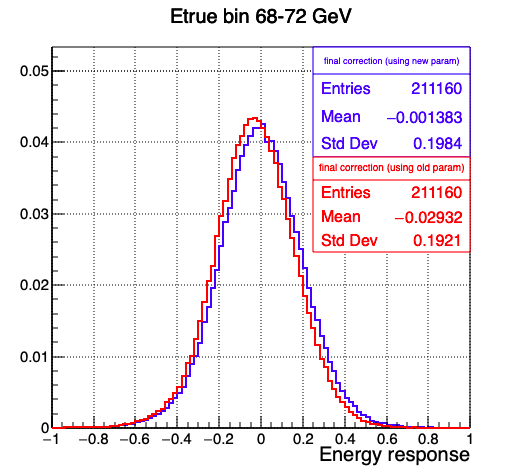 Etrue bin 68-72 GeV
final correction (using new param)
Entries 211160
Mean −0.001383
Std Dev 0.1984
final correction (using old param)
Entries 211160
Mean −0.02932
Std Dev 0.1921
0.05
0.04
0.03
0.02
0.01
0
−1 −0.8 −0.6 −0.4 −0.2 0 0.2 0.4 0.6 0.8 1
Energy response